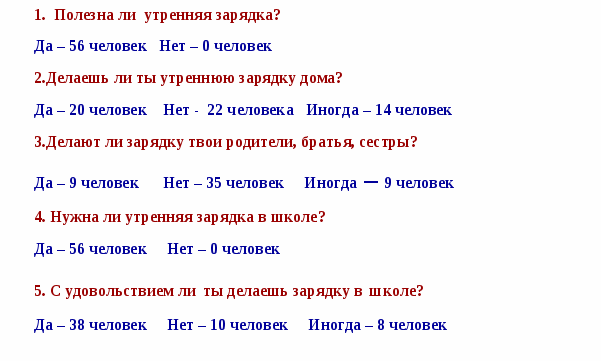 1. Полезна ли утренняя зарядка?
Да – 56 человек Нет – 0 человек
2.Делаешь ли ты утреннюю зарядку дома?
Да – 20 человек Нет - 22 человека Иногда – 14 человек
3.Делают ли зарядку твои родители, братья, сестры?
Да – 9 человек Нет – 35 человек Иногда — 9 человек
4. Нужна ли утренняя зарядка в школе?
Да – 56 человек Нет – 0 человек
5. С удовольствием ли ты делаешь зарядку в школе?
Да – 38 человек Нет – 10 человек Иногда – 8 человек